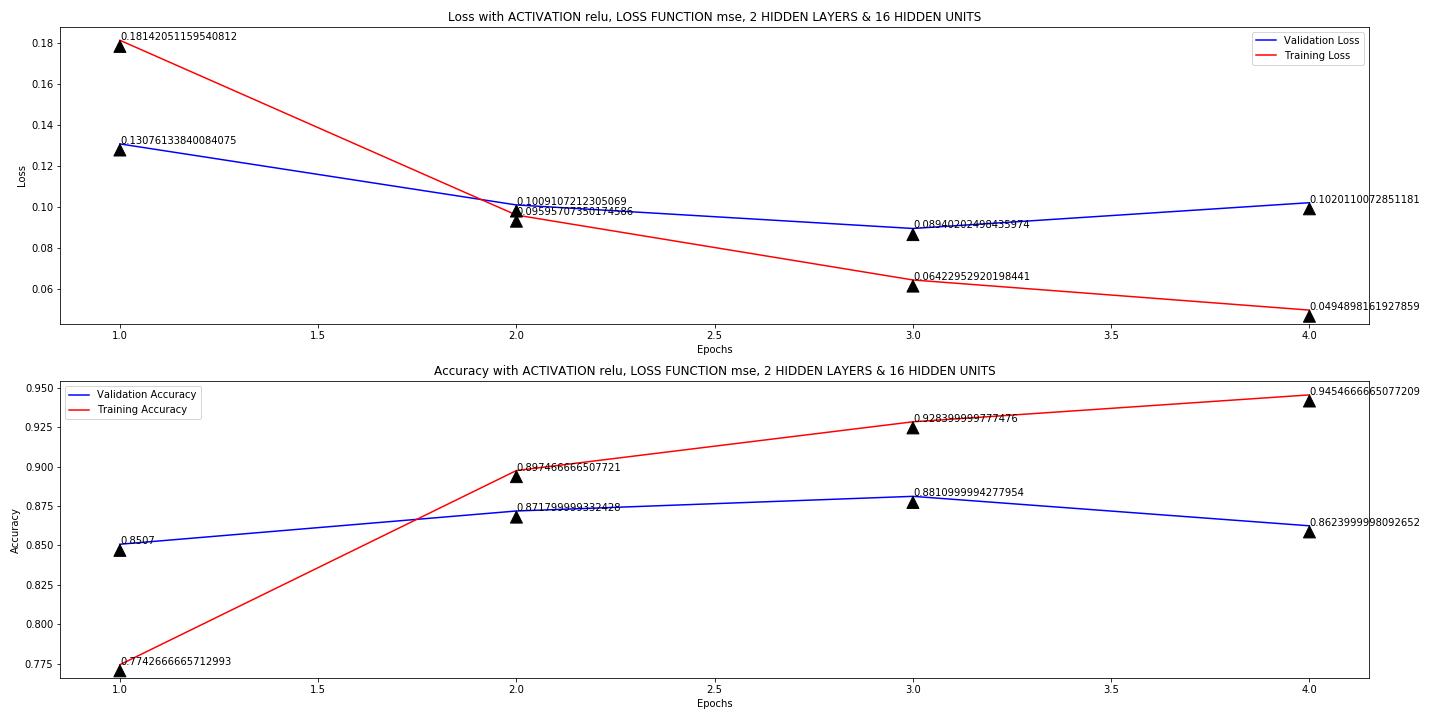 Loss with ACTIVATION relu, LOSS FUNCTION mse, 2 HIDDEN LAYERS & 16 HIDDEN UNITS
0.18142051159540812
0.18
Validation Loss
Training Loss
0.16
0.14
0.13076133840084075
0.12
Loss
0.1009107212305069
0.1020110072851181
0.10
0.09595707350174586
0.08940202498435974
0.08
0.06422952920198441
0.06
0.0494898161927859
1.0 1.5 2.0 2.5 3.0 3.5 4.0
Epochs
Accuracy with ACTIVATION relu, LOSS FUNCTION mse, 2 HIDDEN LAYERS & 16 HIDDEN UNITS
0.950
Validation Accuracy
Training Accuracy
0.9454666665077209
0.925
0.928399999777476
0.900
0.897466666507721
0.8810999994277954
0.875
0.871799999332428
0.8623999998092652
0.850
0.8507
Accuracy
0.825
0.800
0.775
0.7742666665712993
1.0 1.5 2.0 2.5 3.0 3.5 4.0
Epochs